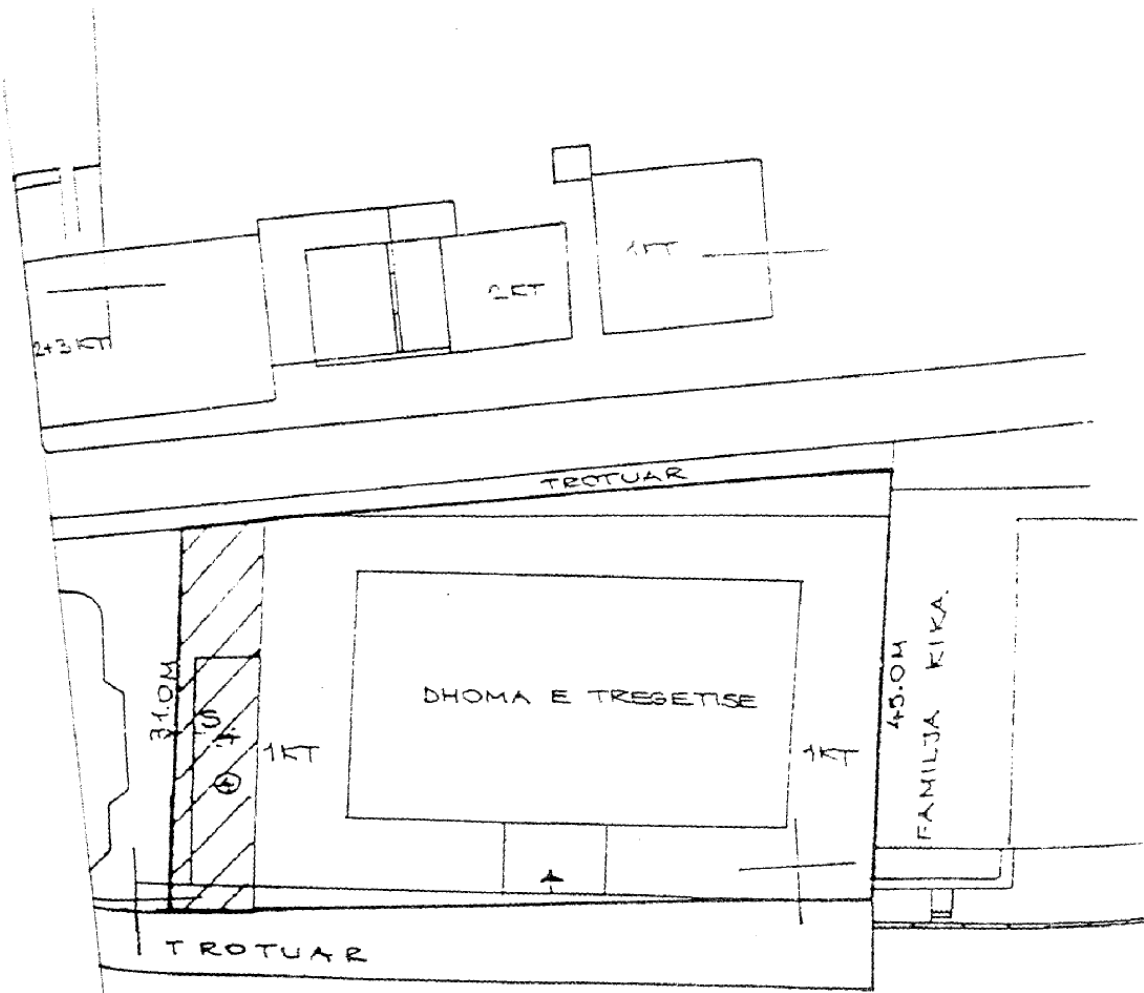 1KT
2KT
2+3 KT
TROTUAR
DHOMA E TREGETISE
31.0M
45.0M
FAMILJA KIKA.
1KT
1KT
TROTUAR